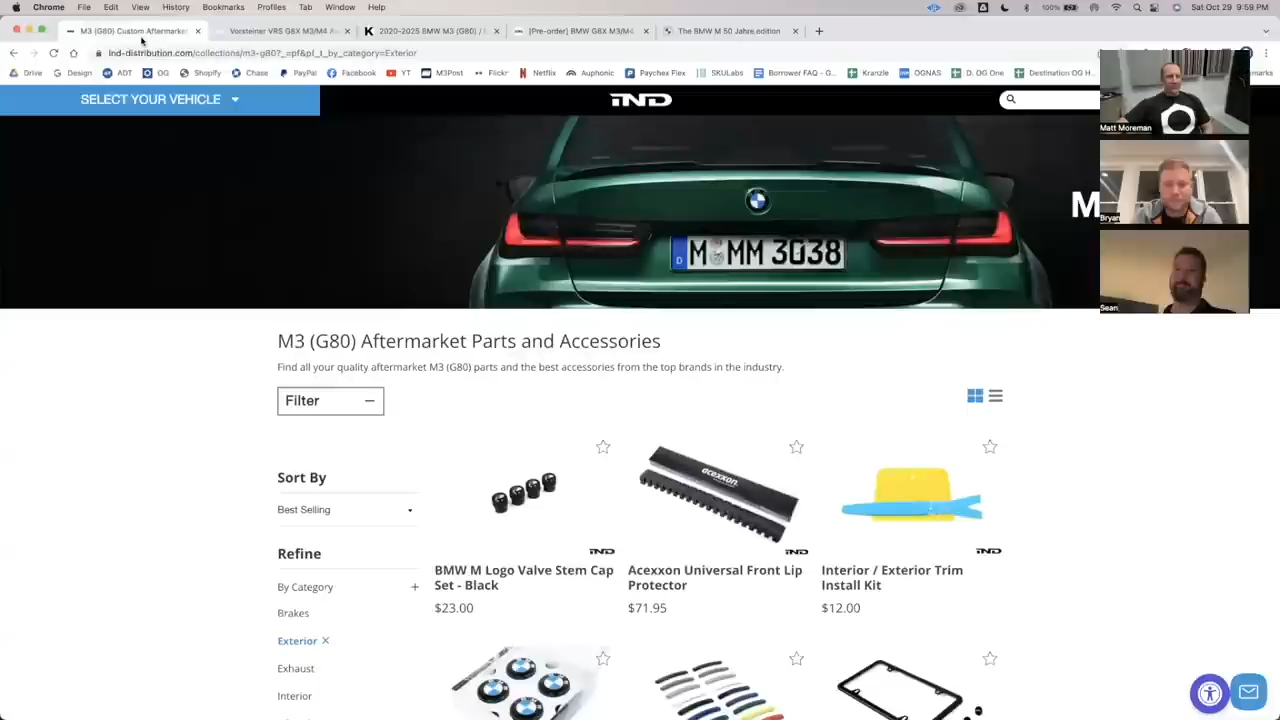 Chrome File Edit View History Bookmarks Profiles Tab Window Help 100% Sat Oct 29 9:59 PM
M3 (G80) Custom Aftermarket Vorsteiner VRS G8X M3/M4 A 2020-2025 BMW M3 (G80) / [Pre-order] BMW G8X M3/M4 The BMW M 50 Jahre edition
ind-distribution.com/collections/m3-g80?_=pf&pf_t_by_category=Exterior
Drive Design ADT OG Shopify Chase PayPal Facebook YT M3Post Flickr Netflix Auphonic Paychex Flex SKULabs Borrower FAQ – G... Kranzle OGNAS D. OG One Destination OG H... marks
SELECT YOUR VEHICLE
IND
Matt Moreman
Bryan
Sean
M
D M MM 3038
M3 (G80) Aftermarket Parts and Accessories
Find all your quality aftermarket M3 (G80) parts and the best accessories from the top brands in the industry.
Filter
Sort By
Best Selling
Refine
By Category
Brakes
Exterior
Exhaust
Interior
IND
BMW M Logo Valve Stem Cap
Set - Black
$23.00
acexxon
IND
Acexxon Universal Front Lip
Protector
$71.95
IND
Interior / Exterior Trim
Install Kit
$12.00